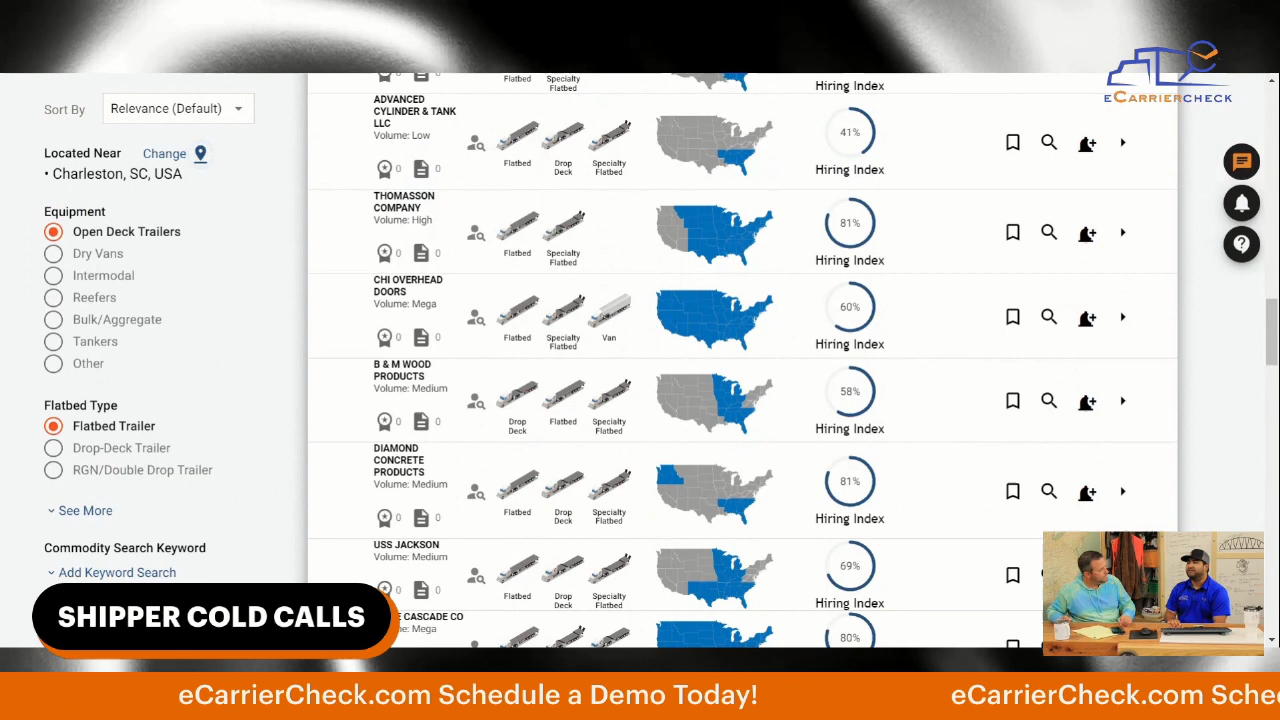 eCARRIERCHECK
Sort By
Relevance (Default)
Located Near
Change
• Charleston, SC, USA
Equipment
Open Deck Trailers
Dry Vans
Intermodal
Reefers
Bulk/Aggregate
Tankers
Other
Flatbed Type
Flatbed Trailer
Drop-Deck Trailer
RGN/Double Drop Trailer
See More
Commodity Search Keyword
Add Keyword Search
0
0
Flatbed
Specialty
Flatbed
Hiring Index
ADVANCED
CYLINDER & TANK
LLC
Volume: Low
0
0
Flatbed
Drop
Deck
Specialty
Flatbed
41%
Hiring Index
THOMASSON
COMPANY
Volume: High
0
0
Flatbed
Specialty
Flatbed
81%
Hiring Index
CHI OVERHEAD
DOORS
Volume: Mega
0
0
Flatbed
Specialty
Flatbed
Van
60%
Hiring Index
B & M WOOD
PRODUCTS
Volume: Medium
0
0
Drop
Deck
Flatbed
Specialty
Flatbed
58%
Hiring Index
DIAMOND
CONCRETE
PRODUCTS
Volume: Medium
0
0
Flatbed
Drop
Deck
Specialty
Flatbed
81%
Hiring Index
USS JACKSON
Volume: Medium
0
0
Flatbed
Drop
Deck
Specialty
Flatbed
69%
Hiring Index
CASCADE CO
Mega
80%
SHIPPER COLD CALLS
eCarrierCheck.com Schedule a Demo Today!
eCarrierCheck.com Sche